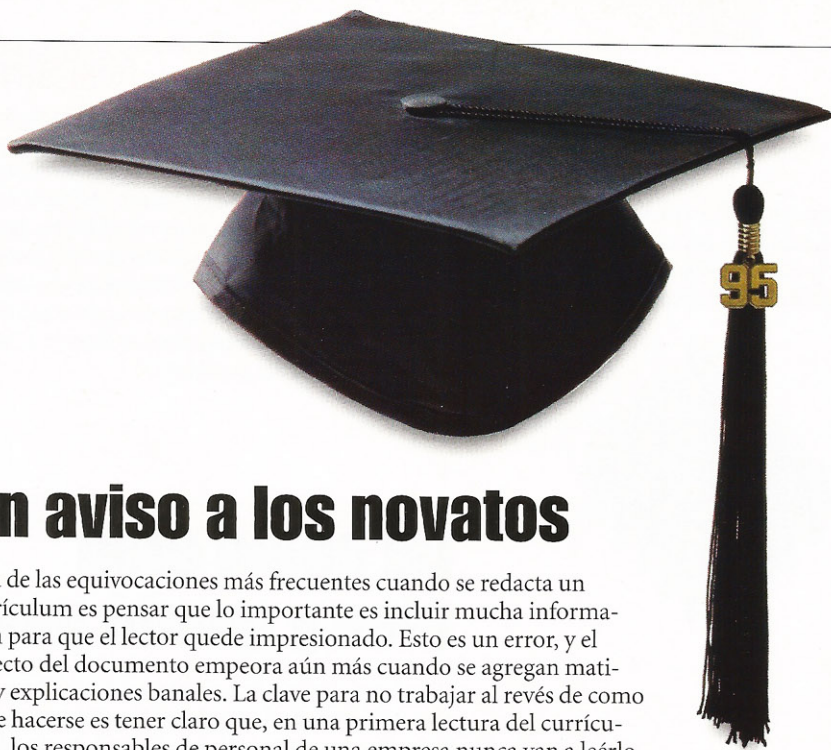 95
n aviso a los novatos
de las equivocaciones más frecuentes cuando se redacta un
rículum es pensar que lo importante es incluir mucha informa-
para que el lector quede impresionado. Esto es un error, y el
ecto del documento empeora aún más cuando se agregan mati-
y explicaciones banales. La clave para no trabajar al revés de como
e hacerse es tener claro que, en una primera lectura del currícu-
los responsables de personal de una empresa nunca van a leerlo